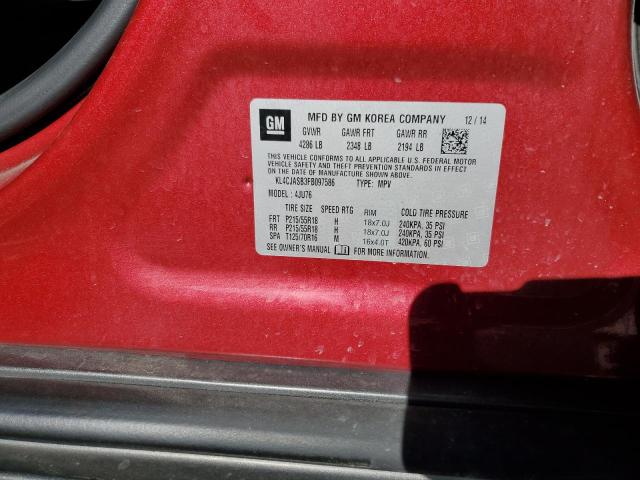 GM MFD BY GM KOREA COMPANY 12/14
GVWR GAWR FRT GAWR RR
4286 LB 2348 LB 2194 LB
THIS VEHICLE CONFORMS TO ALL APPLICABLE U.S. FEDERAL MOTOR
VEHICLE SAFETY AND THEFT PREVENTION STANDARDS IN EFFECT
ON THE DATE OF MANUFACTURE SHOWN ABOVE.
KL4CJASB3FB097586 TYPE: MPV
MODEL: 4JU76
TIRE SIZE SPEED RTG RIM COLD TIRE PRESSURE
FRT P215/55R18 H 18x7.0J 240KPA, 35 PSI
RR P215/55R18 H 18x7.0J 240KPA, 35 PSI
SPA T125/70R16 M 16x4.0T 420KPA, 60 PSI
SEE OWNER'S MANUAL FOR MORE INFORMATION.